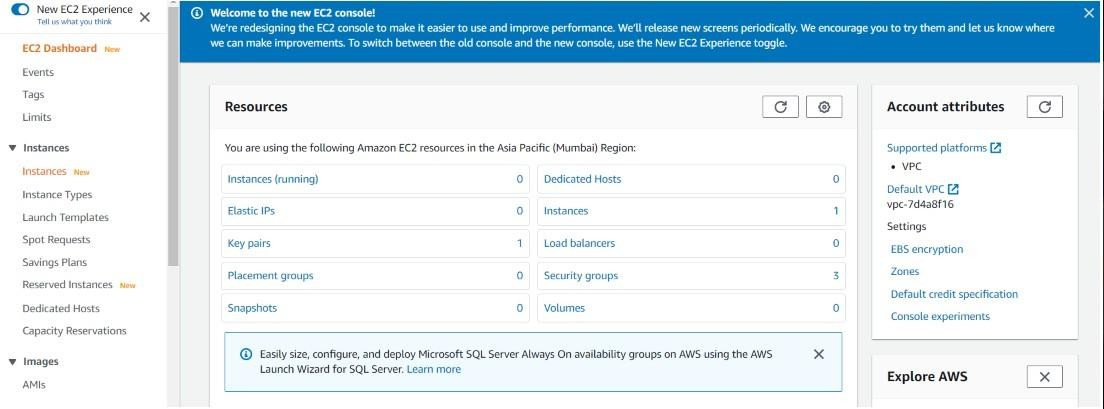 New EC2 Experience
Tell us what you think
EC2 Dashboard New
Events
Tags
Limits
Instances
Instances New
Instance Types
Launch Templates
Spot Requests
Savings Plans
Reserved Instances New
Dedicated Hosts
Capacity Reservations
Images
AMIs
Welcome to the new EC2 console!
We're redesigning the EC2 console to make it easier to use and improve performance. We'll release new screens periodically. We encourage you to try them and let us know where
we can make improvements. To switch between the old console and the new console, use the New EC2 Experience toggle.
Resources
You are using the following Amazon EC2 resources in the Asia Pacific (Mumbai) Region:
Instances (running) 0 Dedicated Hosts 0
Elastic IPs 0 Instances 1
Key pairs 1 Load balancers 0
Placement groups 0 Security groups 3
Snapshots 0 Volumes 0
Easily size, configure, and deploy Microsoft SQL Server Always On availability groups on AWS using the AWS
Launch Wizard for SQL Server. Learn more
Account attributes
Supported platforms
• VPC
Default VPC
vpc-7d4a8f16
Settings
EBS encryption
Zones
Default credit specification
Console experiments
Explore AWS